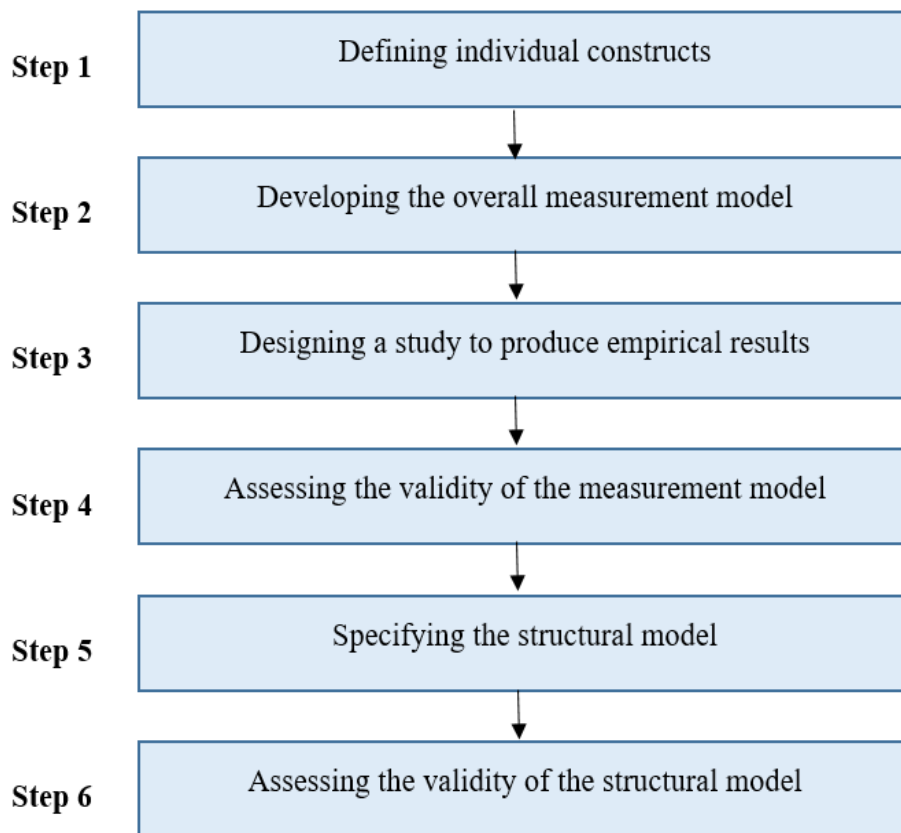 Step 1
Defining individual constructs
Step 2
Developing the overall measurement model
Step 3
Designing a study to produce empirical results
Step 4
Assessing the validity of the measurement model
Step 5
Specifying the structural model
Step 6
Assessing the validity of the structural model